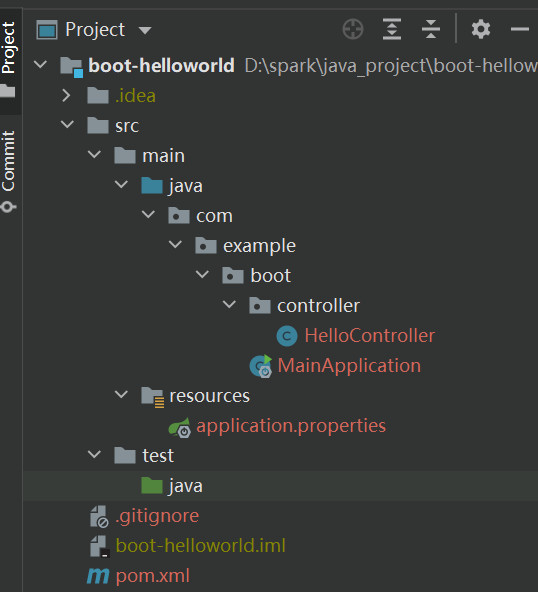 Project
Project
Commit
boot-helloworld D:\spark\java_project\boot-hellow
.idea
src
main
java
com
example
boot
controller
HelloController
MainApplication
resources
application.properties
test
java
.gitignore
boot-helloworld.iml
pom.xml